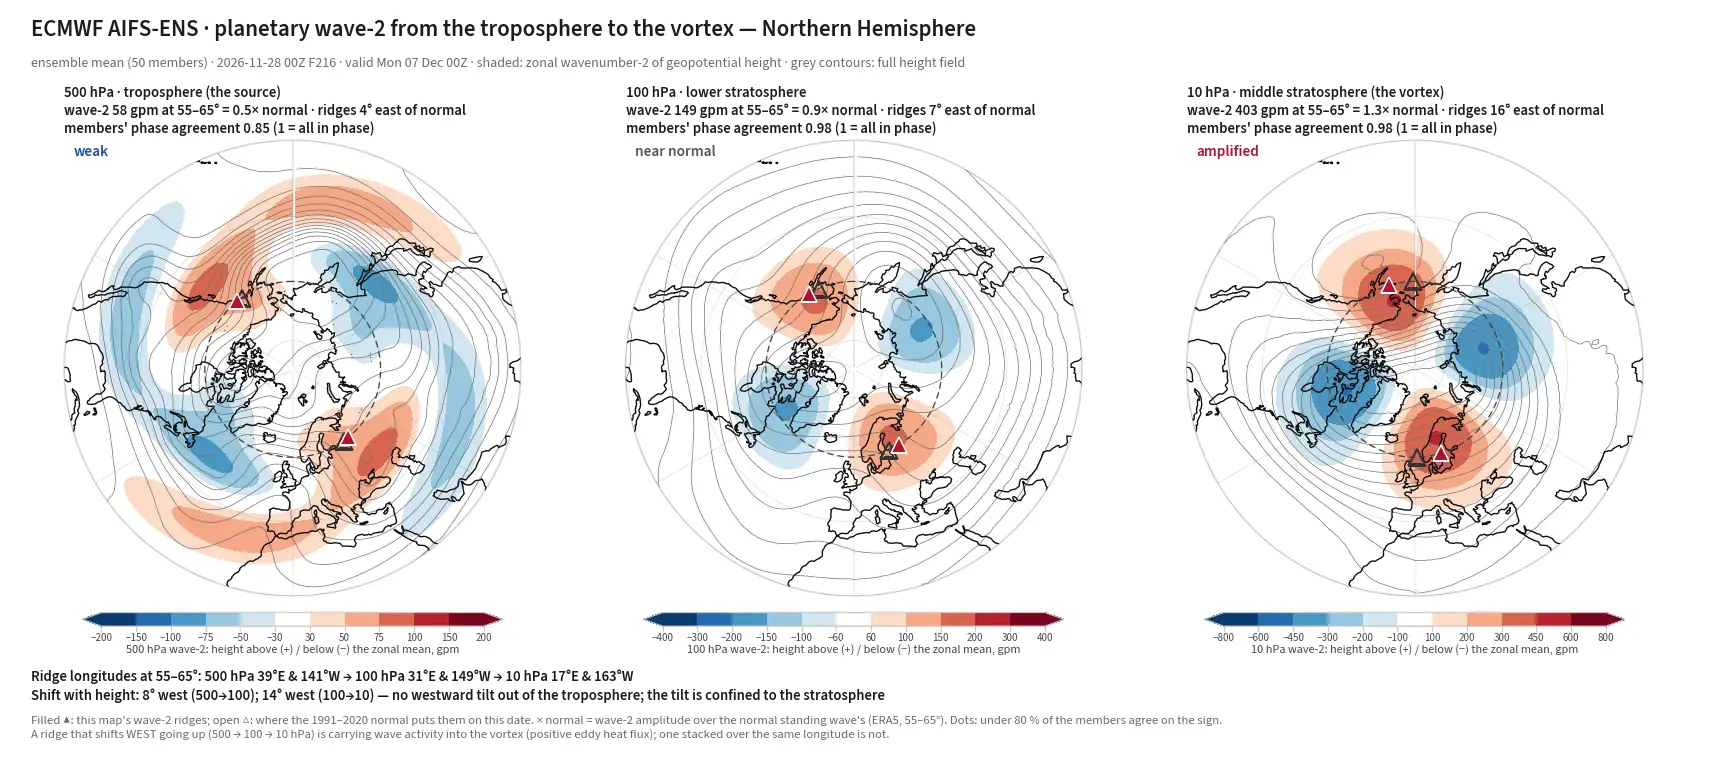 ECMWF AIFS-ENS · planetary wave-2 from the troposphere to the vortex — Northern Hemisphere
ensemble mean (50 members) · 2026-11-28 00Z F216 · valid Mon 07 Dec 00Z · shaded: zonal wavenumber-2 of geopotential height · grey contours: full height field
500 hPa · troposphere (the source)
wave-2 58 gpm at 55–65° = 0.5× normal · ridges 4° east of normal
members' phase agreement 0.85 (1 = all in phase)
weak
100 hPa · lower stratosphere
wave-2 149 gpm at 55–65° = 0.9× normal · ridges 7° east of normal
members' phase agreement 0.98 (1 = all in phase)
near normal
10 hPa · middle stratosphere (the vortex)
wave-2 403 gpm at 55–65° = 1.3× normal · ridges 16° east of normal
members' phase agreement 0.98 (1 = all in phase)
amplified
−200 −150 −100 −75 −50 −30 30 50 75 100 150 200
500 hPa wave-2: height above (+) / below (−) the zonal mean, gpm
−400 −300 −200 −150 −100 −60 60 100 150 200 300 400
100 hPa wave-2: height above (+) / below (−) the zonal mean, gpm
−800 −600 −450 −300 −200 −100 100 200 300 450 600 800
10 hPa wave-2: height above (+) / below (−) the zonal mean, gpm
Ridge longitudes at 55–65°: 500 hPa 39°E & 141°W → 100 hPa 31°E & 149°W → 10 hPa 17°E & 163°W
Shift with height: 8° west (500→100); 14° west (100→10) — no westward tilt out of the troposphere; the tilt is confined to the stratosphere
Filled ▲: this map's wave-2 ridges; open △: where the 1991–2020 normal puts them on this date. × normal = wave-2 amplitude over the normal standing wave's (ERA5, 55–65°). Dots: under 80 % of the members agree on the sign.
A ridge that shifts WEST going up (500 → 100 → 10 hPa) is carrying wave activity into the vortex (positive eddy heat flux); one stacked over the same longitude is not.